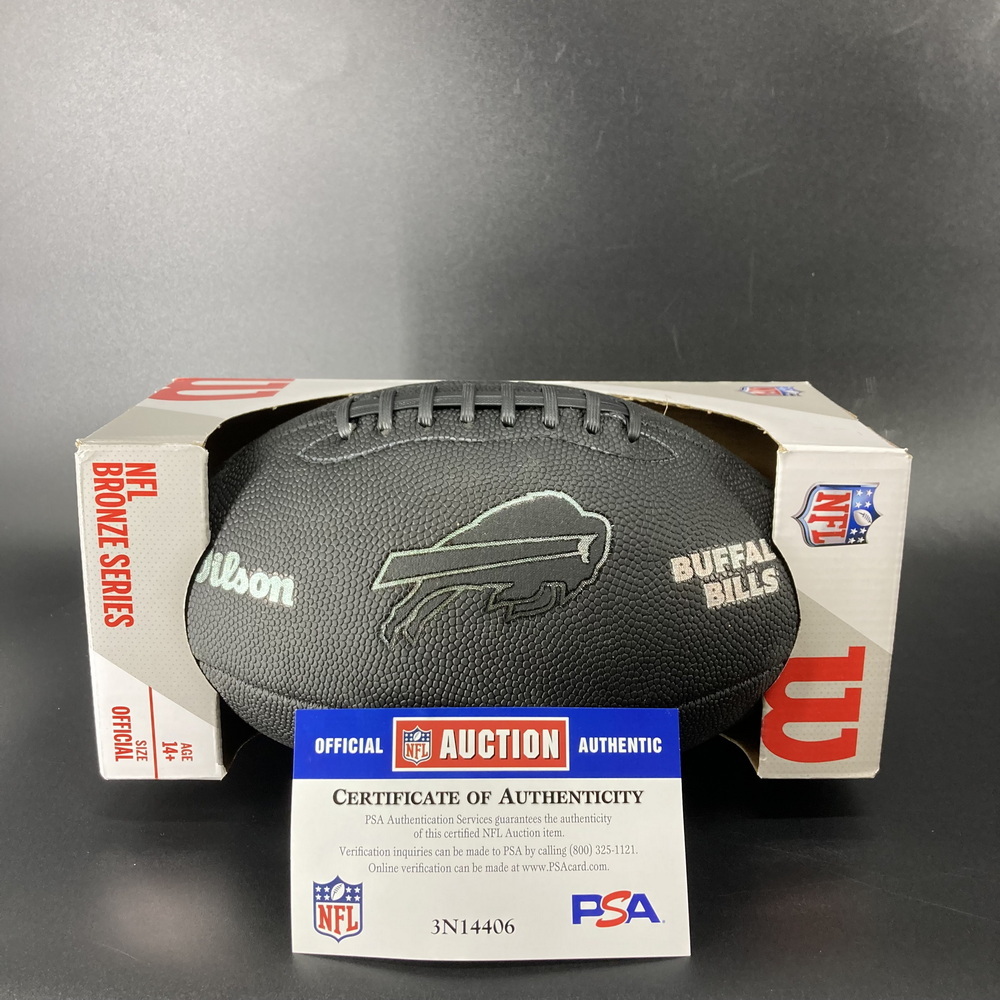 NFL
BRONZE SERIES
AGE
14+
SIZE
OFFICIAL
Wilson
BUFFAL
BILLS
NFL
W
W
OFFICIAL NFL AUCTION AUTHENTIC
CERTIFICATE OF AUTHENTICITY
PSA Authentication Services guarantees the authenticity
of this certified NFL Auction item.
Verification inquiries can be made to PSA by calling (800) 325-1121.
Online verification can be made at www.PSAcard.com.
NFL
3N14406
PSA